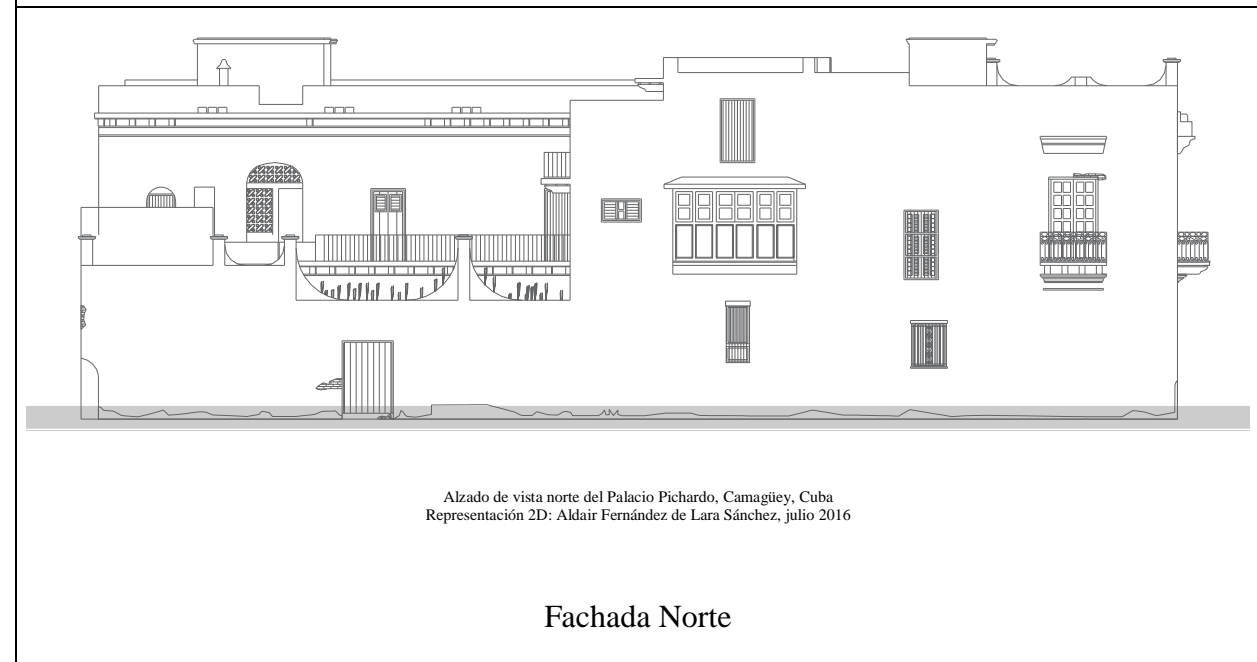 Alzado de vista norte del Palacio Pichardo, Camagüey, Cuba
Representación 2D: Aldair Fernández de Lara Sánchez, julio 2016
Fachada Norte